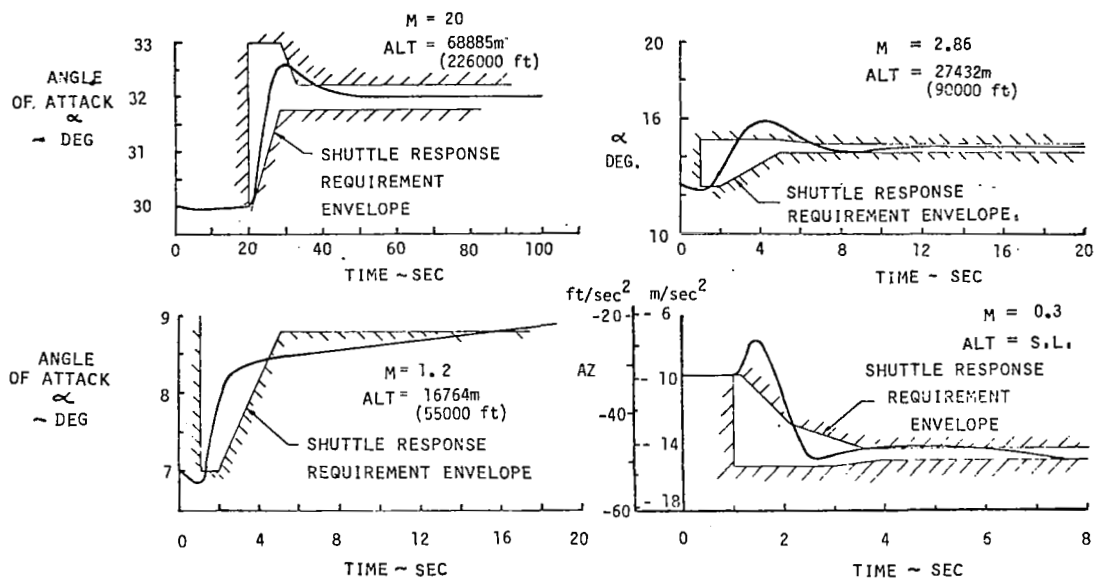 M = 20
ALT = 68885m
(226000 ft)
ANGLE
OF ATTACK
α
~ DEG
33
32
31
30
SHUTTLE RESPONSE
REQUIREMENT
ENVELOPE
0 20 40 60 80 100
TIME ~ SEC
M = 2.86
ALT = 27432m
(90000 ft)
α
DEG.
20
16
10
SHUTTLE RESPONSE
REQUIREMENT ENVELOPE.
0 4 8 12 16 20
TIME ~ SEC
ANGLE
OF ATTACK
α
~ DEG
9
8
7
M = 1.2
ALT = 16764m
(55000 ft)
SHUTTLE RESPONSE
REQUIREMENT ENVELOPE
0 4 8 12 16 20
TIME ~ SEC
ft/sec² m/sec²
AZ
-20
-40
-60
- 6
- 10
- 14
- 18
M = 0.3
ALT = S.L.
SHUTTLE RESPONSE
REQUIREMENT
ENVELOPE
0 2 4 6 8
TIME ~ SEC